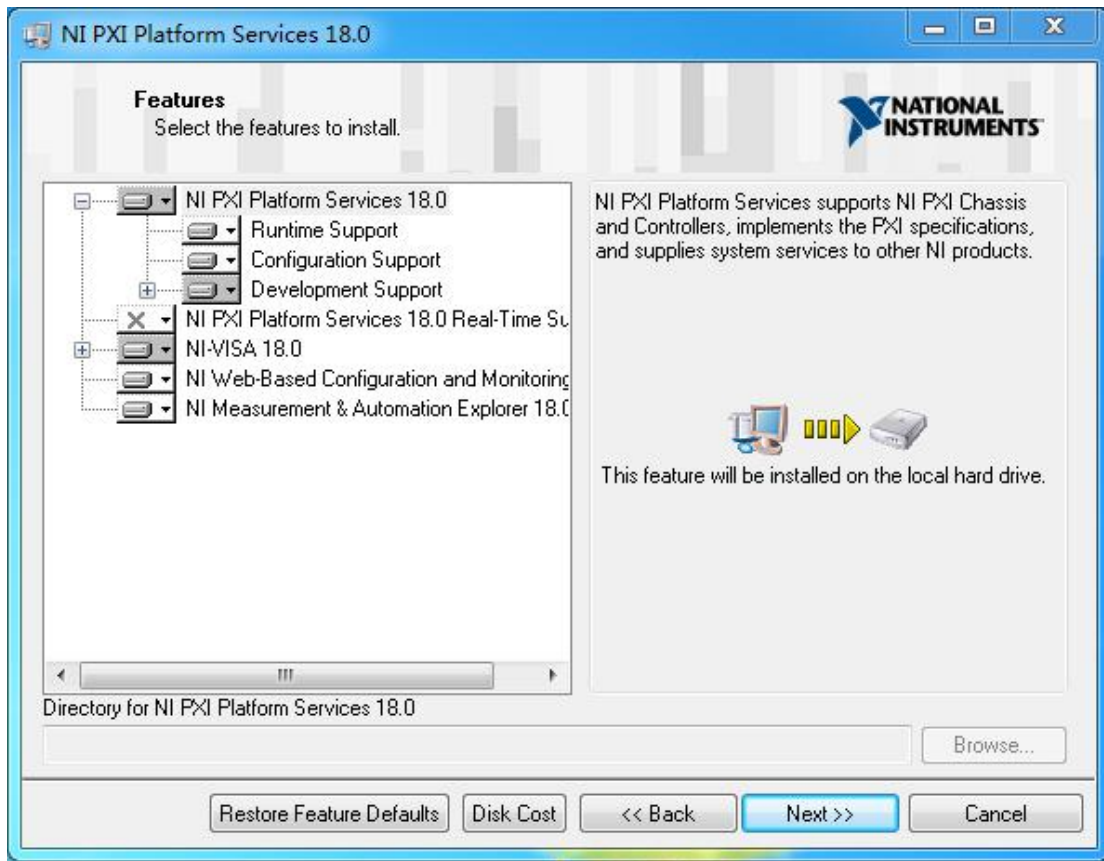 NI PXI Platform Services 18.0
Features
Select the features to install.
NATIONAL
INSTRUMENTS
NI PXI Platform Services 18.0
Runtime Support
Configuration Support
Development Support
NI PXI Platform Services 18.0 Real-Time Su
NI-VISA 18.0
NI Web-Based Configuration and Monitoring
NI Measurement & Automation Explorer 18.0
NI PXI Platform Services supports NI PXI Chassis
and Controllers, implements the PXI specifications,
and supplies system services to other NI products.
This feature will be installed on the local hard drive.
Directory for NI PXI Platform Services 18.0
Browse...
Restore Feature Defaults
Disk Cost
<< Back
Next >>
Cancel